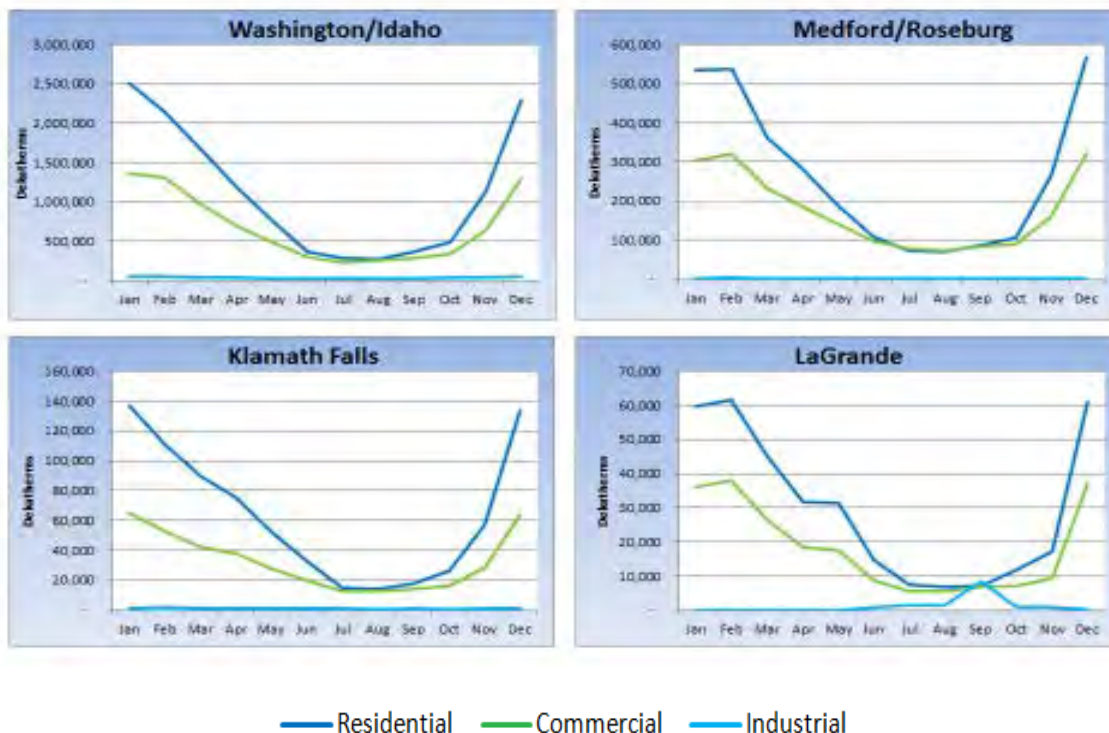 Washington/Idaho
3,000,000
2,500,000
2,000,000
1,500,000
1,000,000
500,000
-
Dekatherms
Jan Feb Mar Apr May Jun Jul Aug Sep Oct Nov Dec
Medford/Roseburg
600,000
500,000
400,000
300,000
200,000
100,000
-
Dekatherms
Jan Feb Mar Apr May Jun Jul Aug Sep Oct Nov Dec
Klamath Falls
160,000
140,000
120,000
100,000
80,000
60,000
40,000
20,000
-
Dekatherms
Jan Feb Mar Apr May Jun Jul Aug Sep Oct Nov Dec
LaGrande
70,000
60,000
50,000
40,000
30,000
20,000
10,000
-
Dekatherms
Jan Feb Mar Apr May Jun Jul Aug Sep Oct Nov Dec
Residential Commercial Industrial